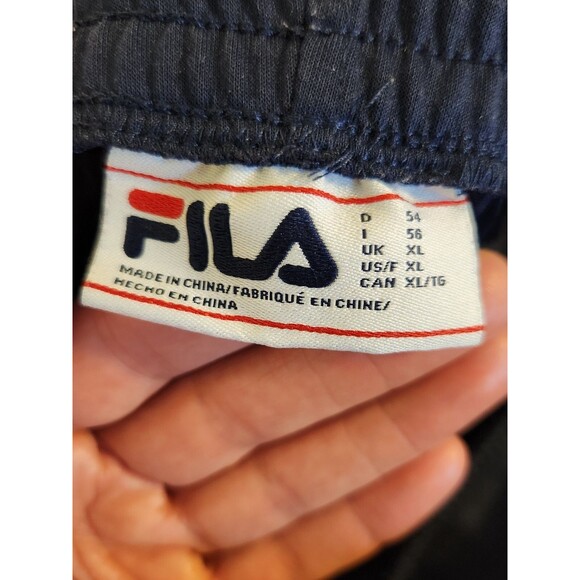 FILA
D 54
I 56
UK XL
US/F XL
CAN XL/TG
MADE IN CHINA/FABRIQUÉ EN CHINE/
HECHO EN CHINA